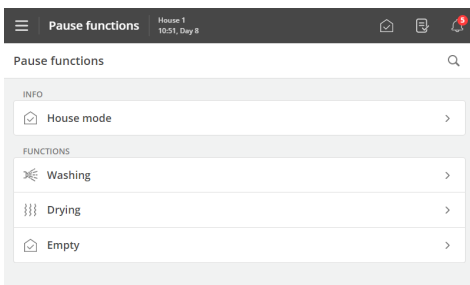 Pause functions
House 1
10:51, Day 8
5
Pause functions
INFO
House mode
FUNCTIONS
Washing
Drying
Empty